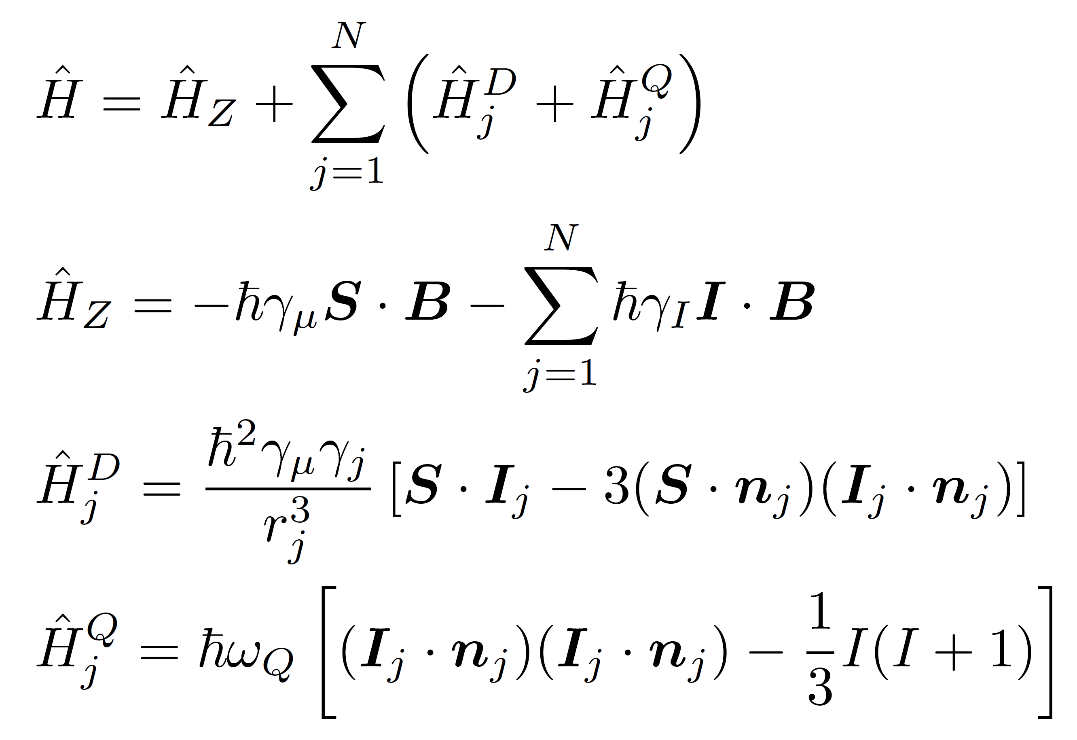 \hat{H} = \hat{H}_Z + \sum_{j=1}^{N} \left( \hat{H}_j^D + \hat{H}_j^Q \right)
\hat{H}_Z = -\hbar\gamma_\mu \boldsymbol{S} \cdot \boldsymbol{B} - \sum_{j=1}^{N} \hbar\gamma_I \boldsymbol{I} \cdot \boldsymbol{B}
\hat{H}_j^D = \frac{\hbar^2 \gamma_\mu \gamma_j}{r_j^3} \left[ \boldsymbol{S} \cdot \boldsymbol{I}_j - 3(\boldsymbol{S} \cdot \boldsymbol{n}_j)(\boldsymbol{I}_j \cdot \boldsymbol{n}_j) \right]
\hat{H}_j^Q = \hbar\omega_Q \left[ (\boldsymbol{I}_j \cdot \boldsymbol{n}_j)(\boldsymbol{I}_j \cdot \boldsymbol{n}_j) - \frac{1}{3} I(I+1) \right]